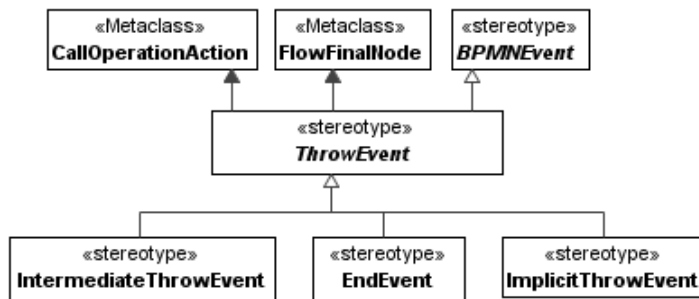 «Metaclass»
CallOperationAction
«Metaclass»
FlowFinalNode
«stereotype»
BPMNEvent
«stereotype»
ThrowEvent
«stereotype»
IntermediateThrowEvent
«stereotype»
EndEvent
«stereotype»
ImplicitThrowEvent